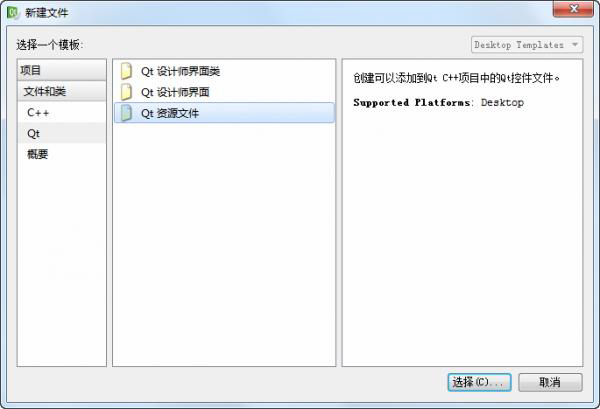 新建文件
选择一个模板:
Desktop Templates
项目
文件和类
C++
Qt
概要
Qt 设计师界面类
Qt 设计师界面
Qt 资源文件
创建可以添加到Qt C++项目中的Qt控件文件。
Supported Platforms: Desktop
选择(C)...
取消